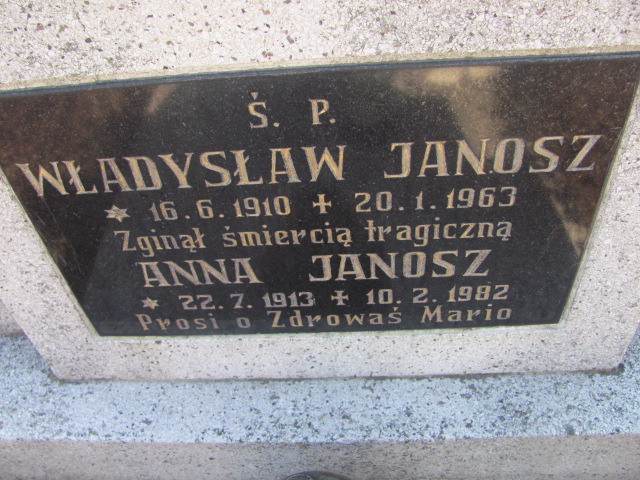 Ś. P.
WŁADYSŁAW JANOSZ
* 16. 6. 1910 + 20. 1. 1963
Zginął śmiercią tragiczną
ANNA JANOSZ
* 22. 7. 1913 + 10. 2. 1982
Prosi o Zdrowaś Mario